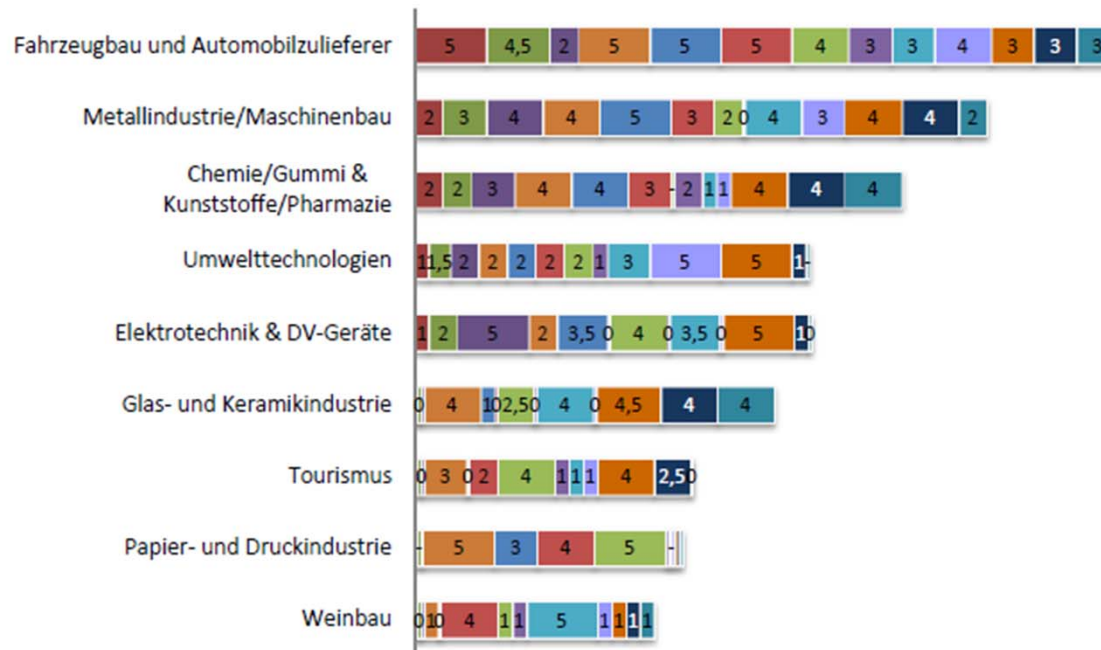 Fahrzeugbau und Automobilzulieferer 5 4,5 2 5 5 5 4 3 3 4 3 3 3
Metallindustrie/Maschinenbau 2 3 4 4 5 3 2 0 4 3 4 4 2
Chemie/Gummi &
Kunststoffe/Pharmazie 2 2 3 4 4 3 - 2 1 1 4 4 4
Umwelttechnologien 1 1,5 2 2 2 2 2 1 3 5 5 1 -
Elektrotechnik & DV-Geräte 1 2 5 2 3,5 0 4 0 3,5 0 5 1 0
Glas- und Keramikindustrie 0 4 1 0 2,5 0 4 0 4,5 4 4
Tourismus 0 3 0 2 4 1 1 1 4 2,5 0
Papier- und Druckindustrie - 5 3 4 5 -
Weinbau 0 1 0 4 1 1 5 1 1 1 1